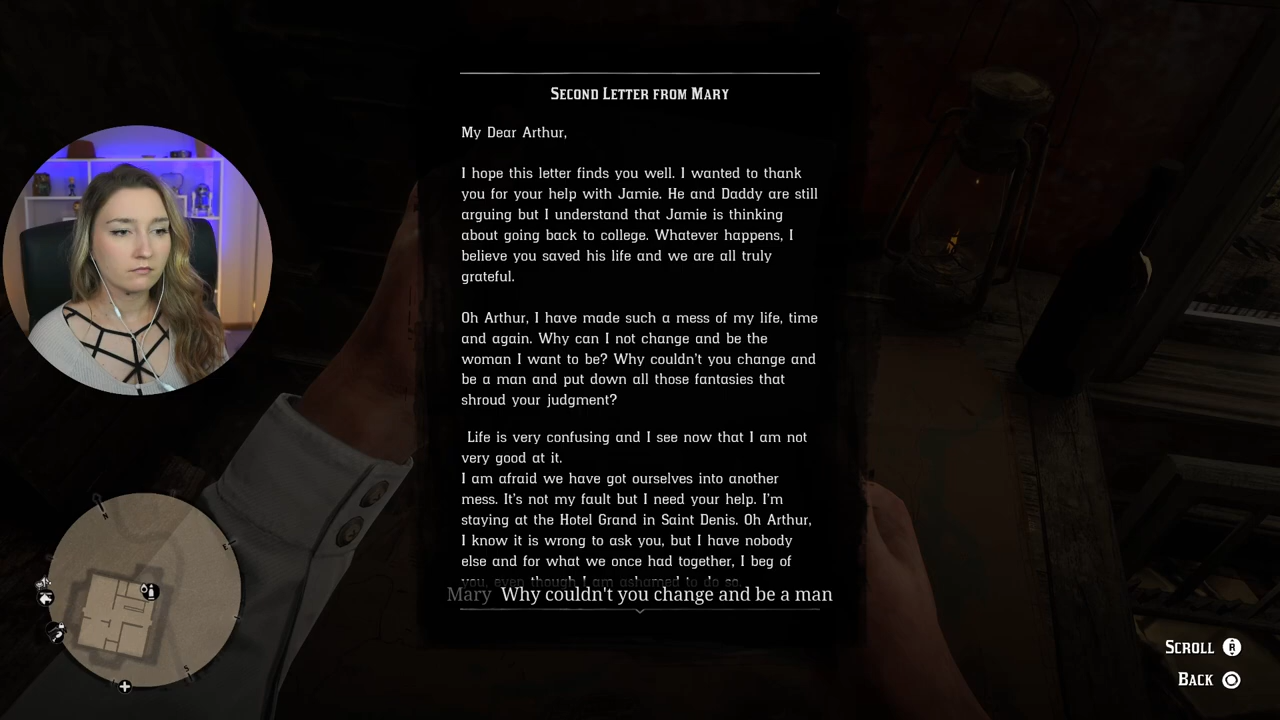 Second Letter from Mary
My Dear Arthur,
I hope this letter finds you well. I wanted to thank
you for your help with Jamie. He and Daddy are still
arguing but I understand that Jamie is thinking
about going back to college. Whatever happens, I
believe you saved his life and we are all truly
grateful.
Oh Arthur, I have made such a mess of my life, time
and again. Why can I not change and be the
woman I want to be? Why couldn't you change and
be a man and put down all those fantasies that
shroud your judgment?
Life is very confusing and I see now that I am not
very good at it.
I am afraid we have got ourselves into another
mess. It's not my fault but I need your help. I'm
staying at the Hotel Grand in Saint Denis. Oh Arthur,
I know it is wrong to ask you, but I have nobody
else and for what we once had together, I beg of
you, even though I am ashamed to do so.
Mary Why couldn't you change and be a man
Scroll R
Back
N
E
S